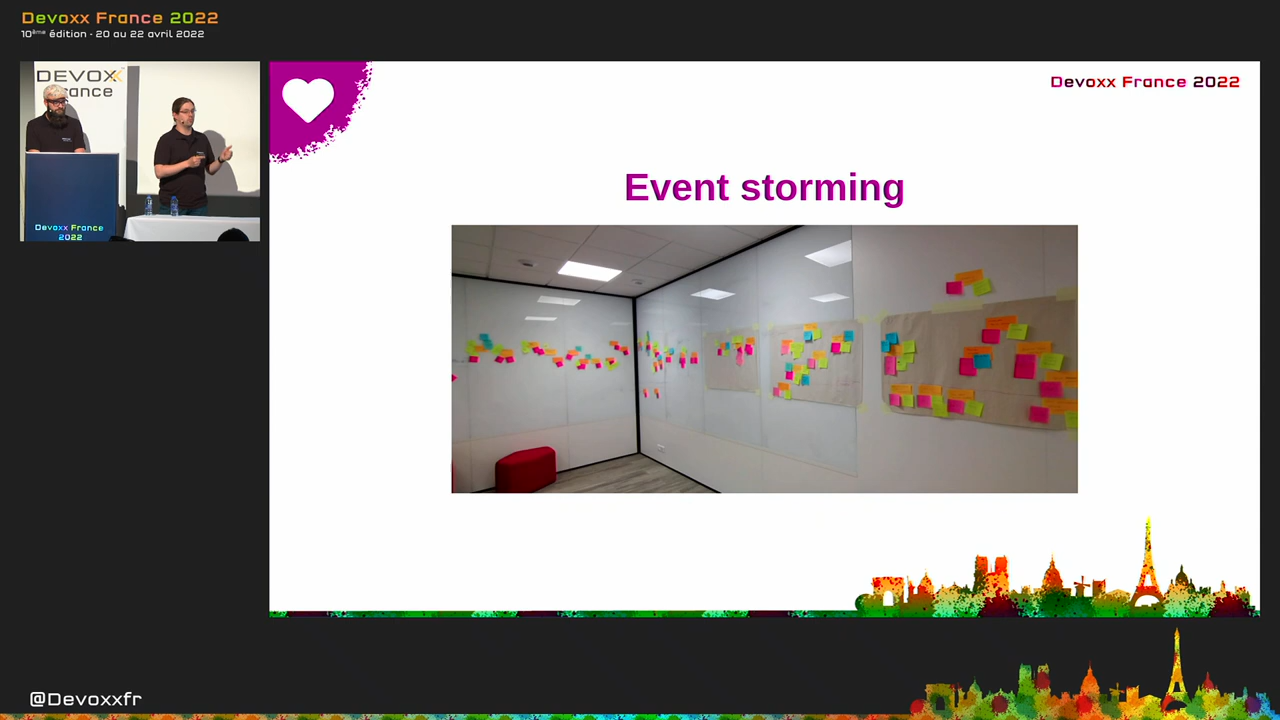 Devoxx France 2022
10ème édition - 20 au 22 avril 2022
DEVOXX
France
Devoxx France
2022
Devoxx France 2022
Event storming
@Devoxxfr